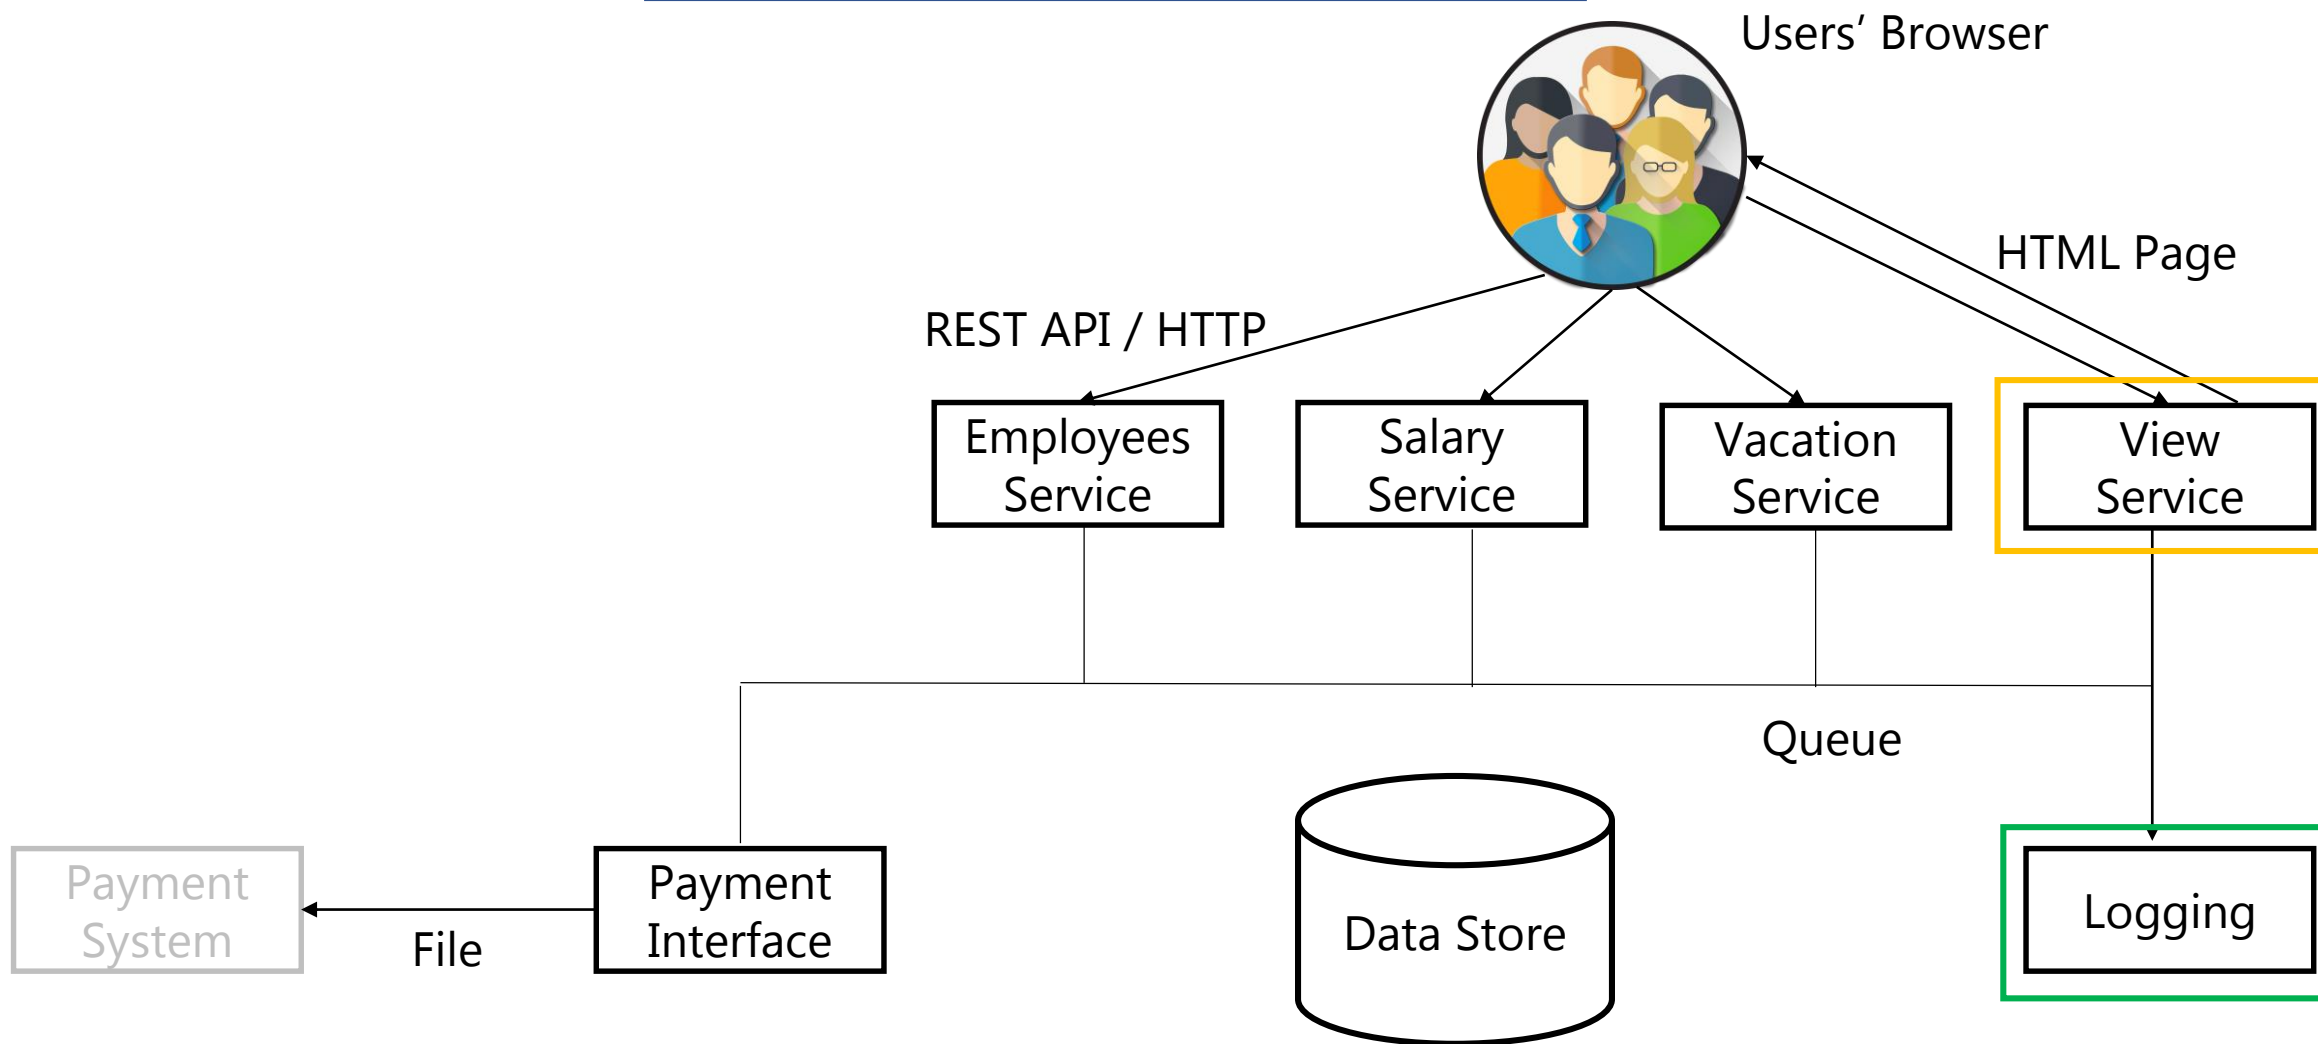 Users’ Browser
HTML Page
REST API / HTTP
Employees
Service
Salary
Service
Vacation
Service
View
Service
Queue
Payment
System
File
Payment
Interface
Data Store
Logging